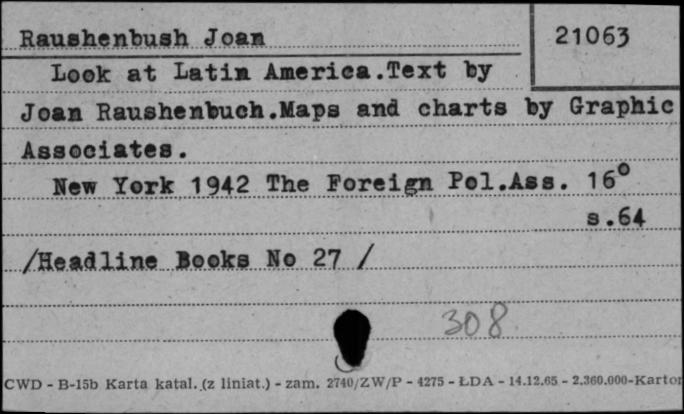 Raushenbush Joan 21063
Look at Latin America.Text by
Joan Raushenbuch.Maps and charts by Graphic
Associates.
New York 1942 The Foreign Pol.Ass. 16°
s.64
/Headline Books No 27 /
308
CWD - B-15b Karta katal. (z liniat.) - zam. 2740/ZW/P - 4275 - ŁDA - 14.12.65 - 2.360.000-Karton